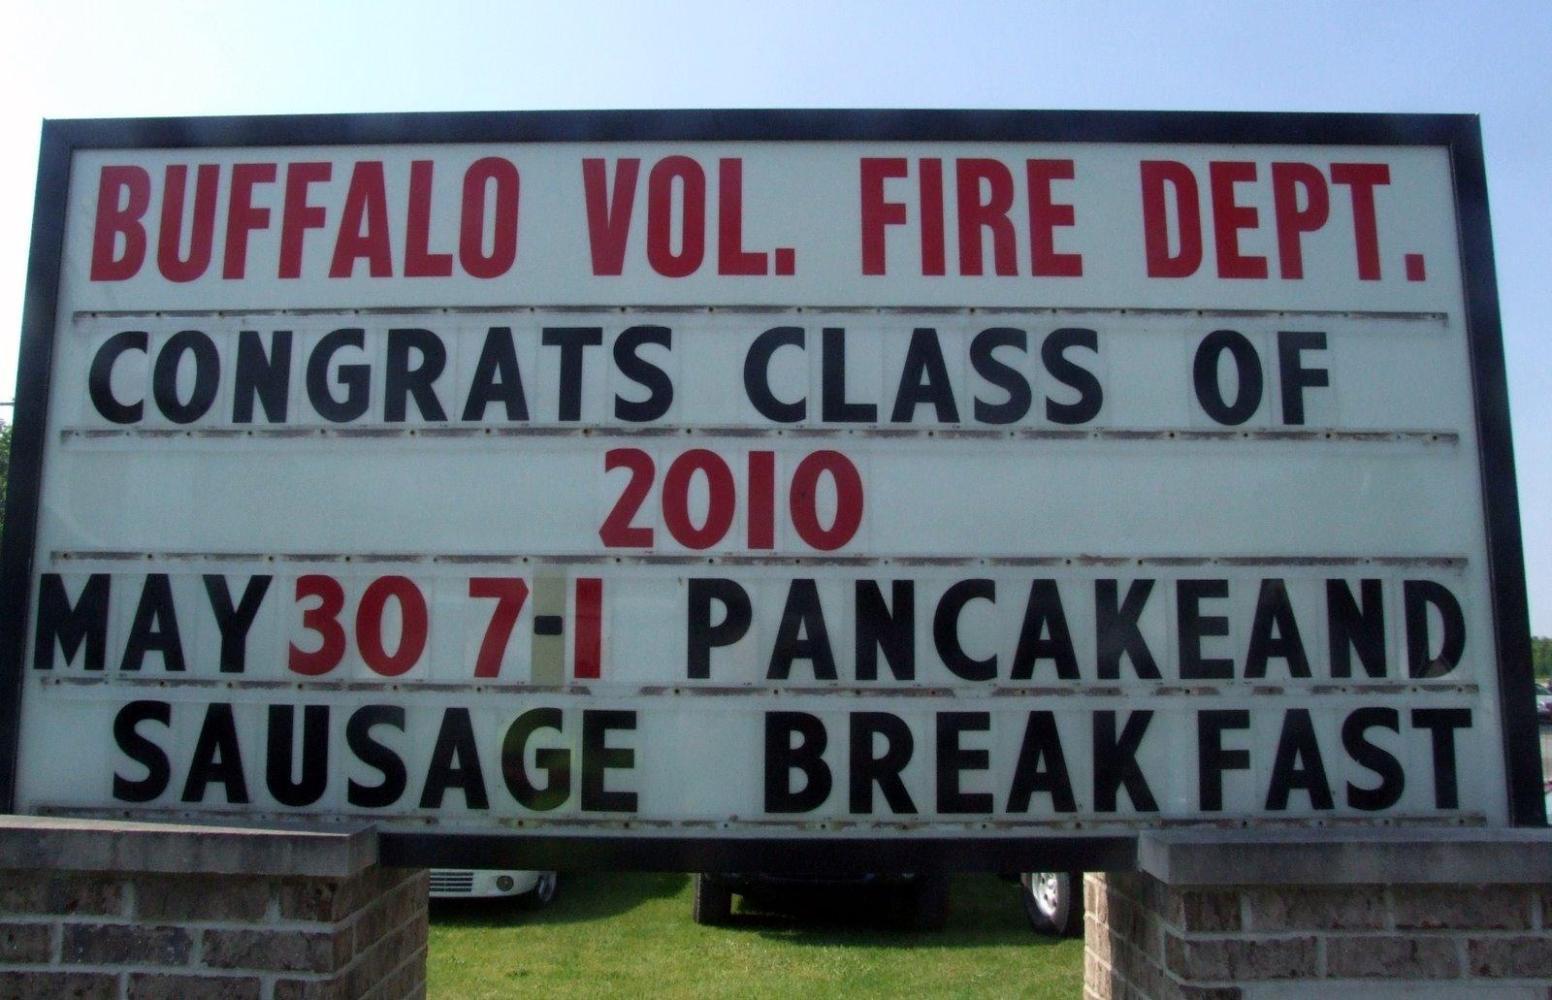 BUFFALO VOL. FIRE DEPT.
CONGRATS CLASS OF
2010
MAY 30 7-1 PANCAKEAND
SAUSAGE BREAKFAST